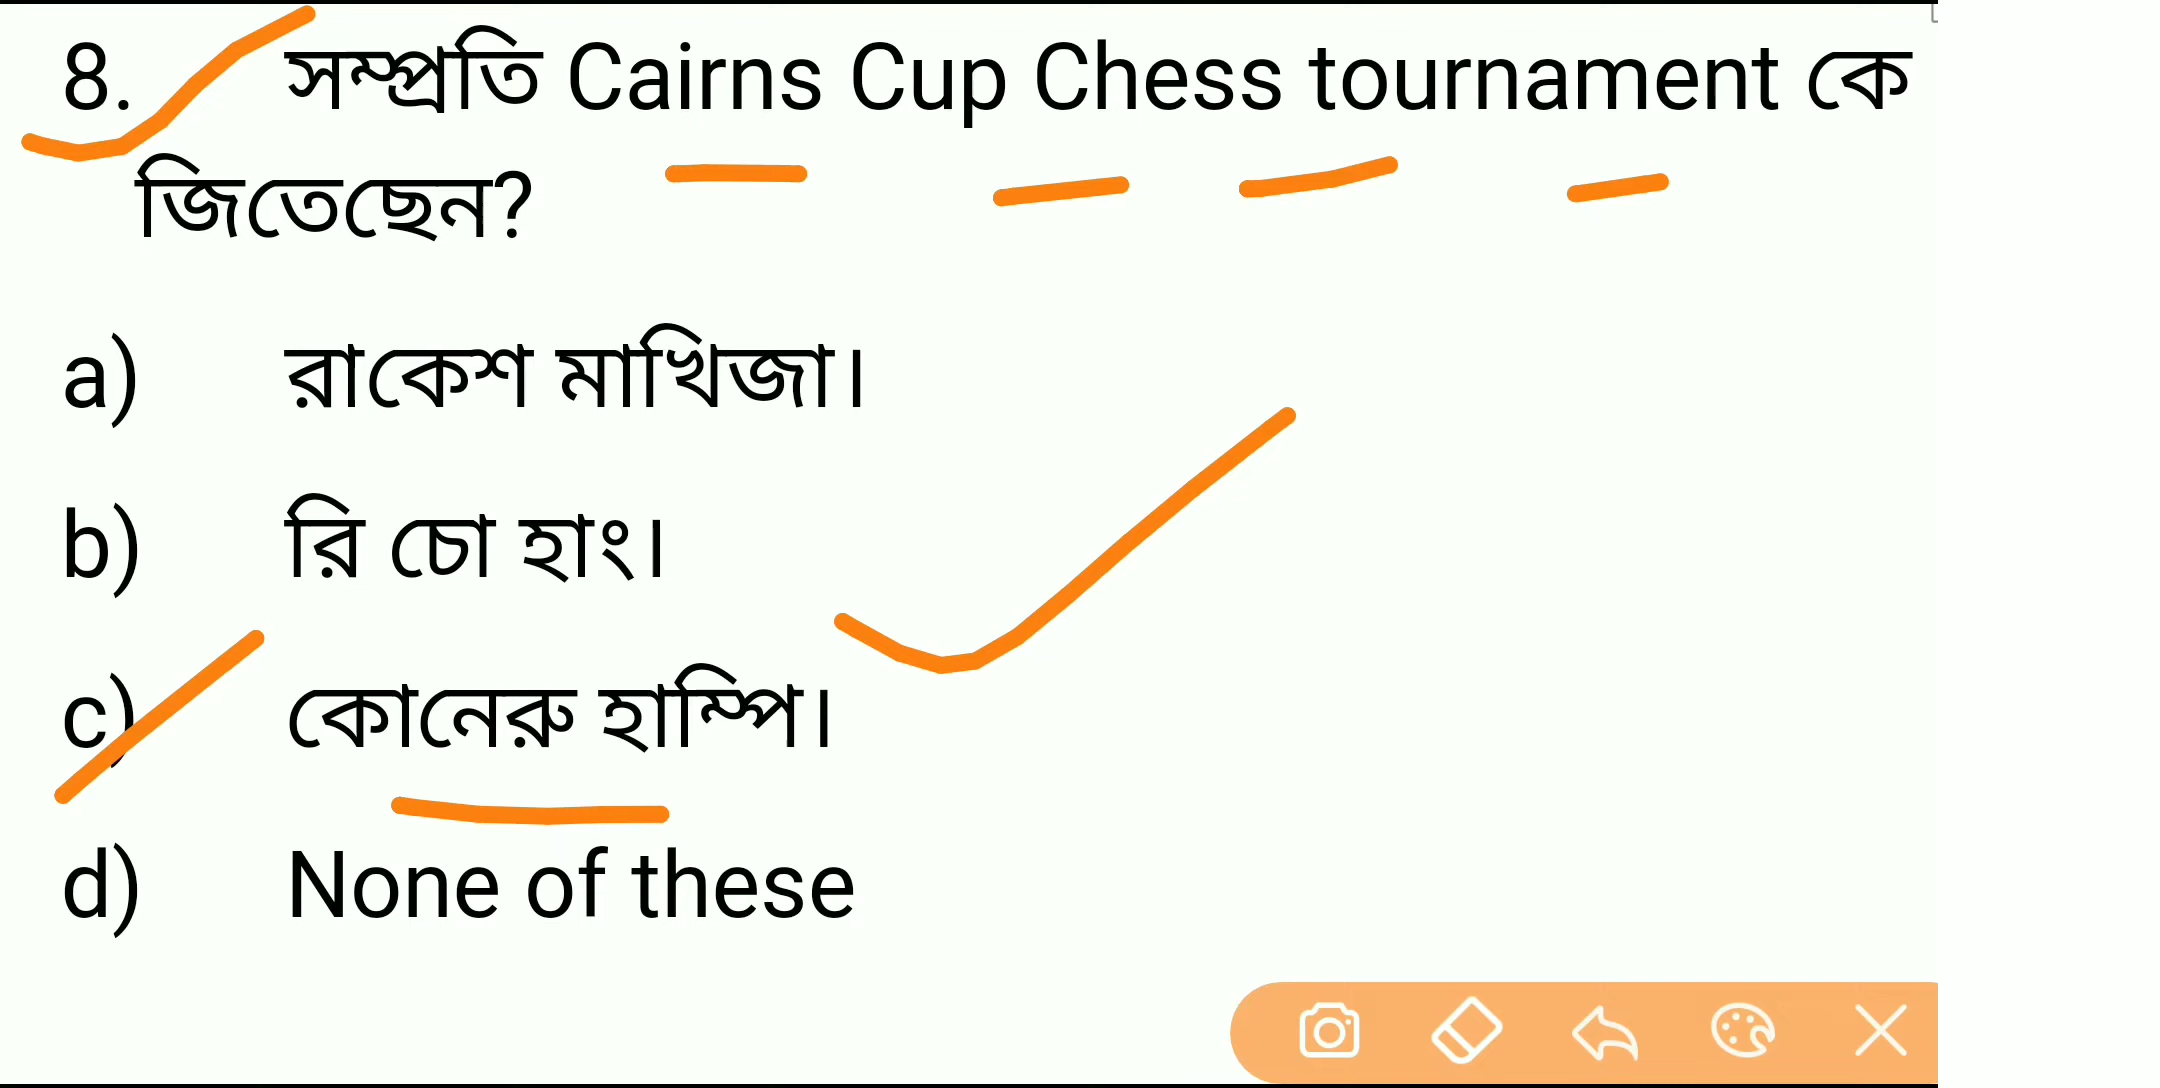 8. সম্প্রতি Cairns Cup Chess tournament কে
জিতেছেন?
a) রাকেশ মাখিজা।
b) রি চো হাং।
c) কোনেরু হাম্পি।
d) None of these